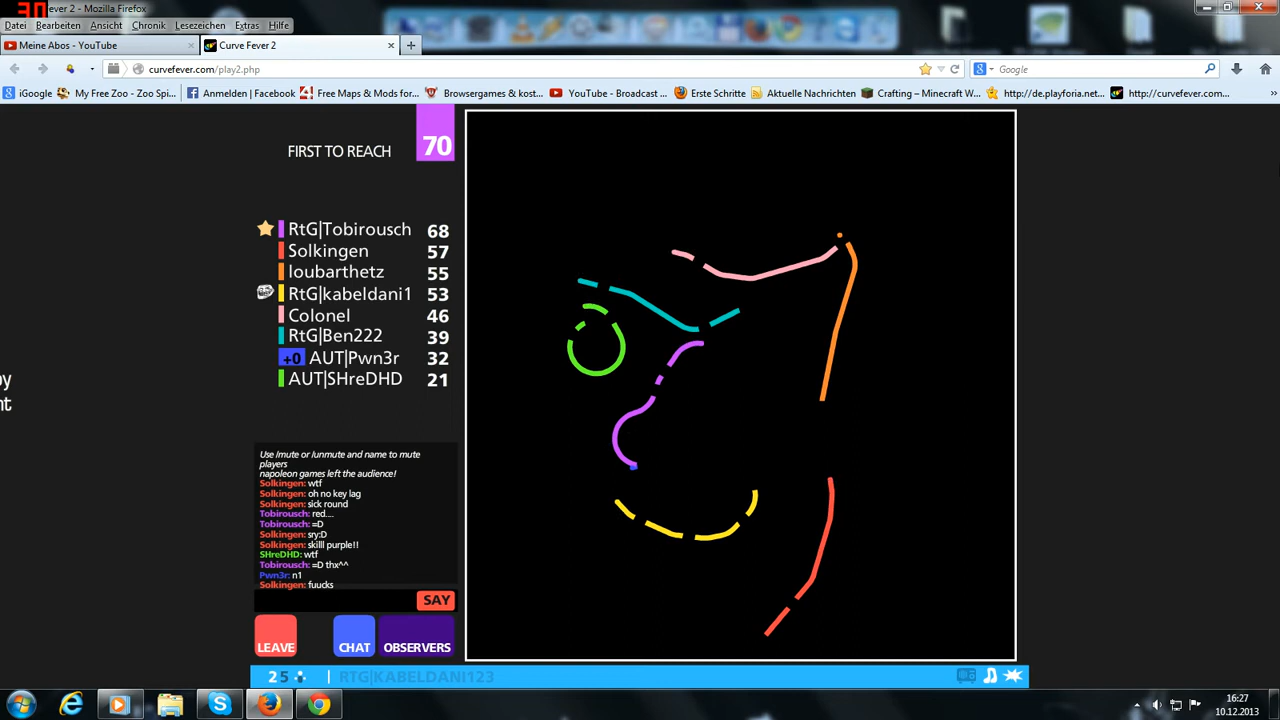 30
ever 2 - Mozilla Firefox
Datei Bearbeiten Ansicht Chronik Lesezeichen Extras Hilfe
Meine Abos - YouTube
Curve Fever 2
curvefever.com/play2.php
Google
iGoogle
My Free Zoo - Zoo Spi...
Anmelden | Facebook
Free Maps & Mods for...
Browsergames & kost...
YouTube - Broadcast ...
Erste Schritte
Aktuelle Nachrichten
Crafting – Minecraft W...
http://de.playforia.net...
http://curvefever.com...
FIRST TO REACH 70
RtG|Tobirousch 68
Solkingen 57
loubarthetz 55
RtG|kabeldani1 53
Colonel 46
RtG|Ben222 39
+0 AUT|Pwn3r 32
AUT|SHreDHD 21
Use /mute or /unmute and name to mute
players
napoleon games left the audience!
Solkingen: wtf
Solkingen: oh no key lag
Solkingen: sick round
Tobirousch: red....
Tobirousch: =D
Solkingen: sry:D
Solkingen: skilll purple!!
SHreDHD: wtf
Tobirousch: =D thx^^
Pwn3r: n1
Solkingen: fuucks
SAY
LEAVE
CHAT
OBSERVERS
25
RTG|KABELDANI123
16:27
10.12.2013